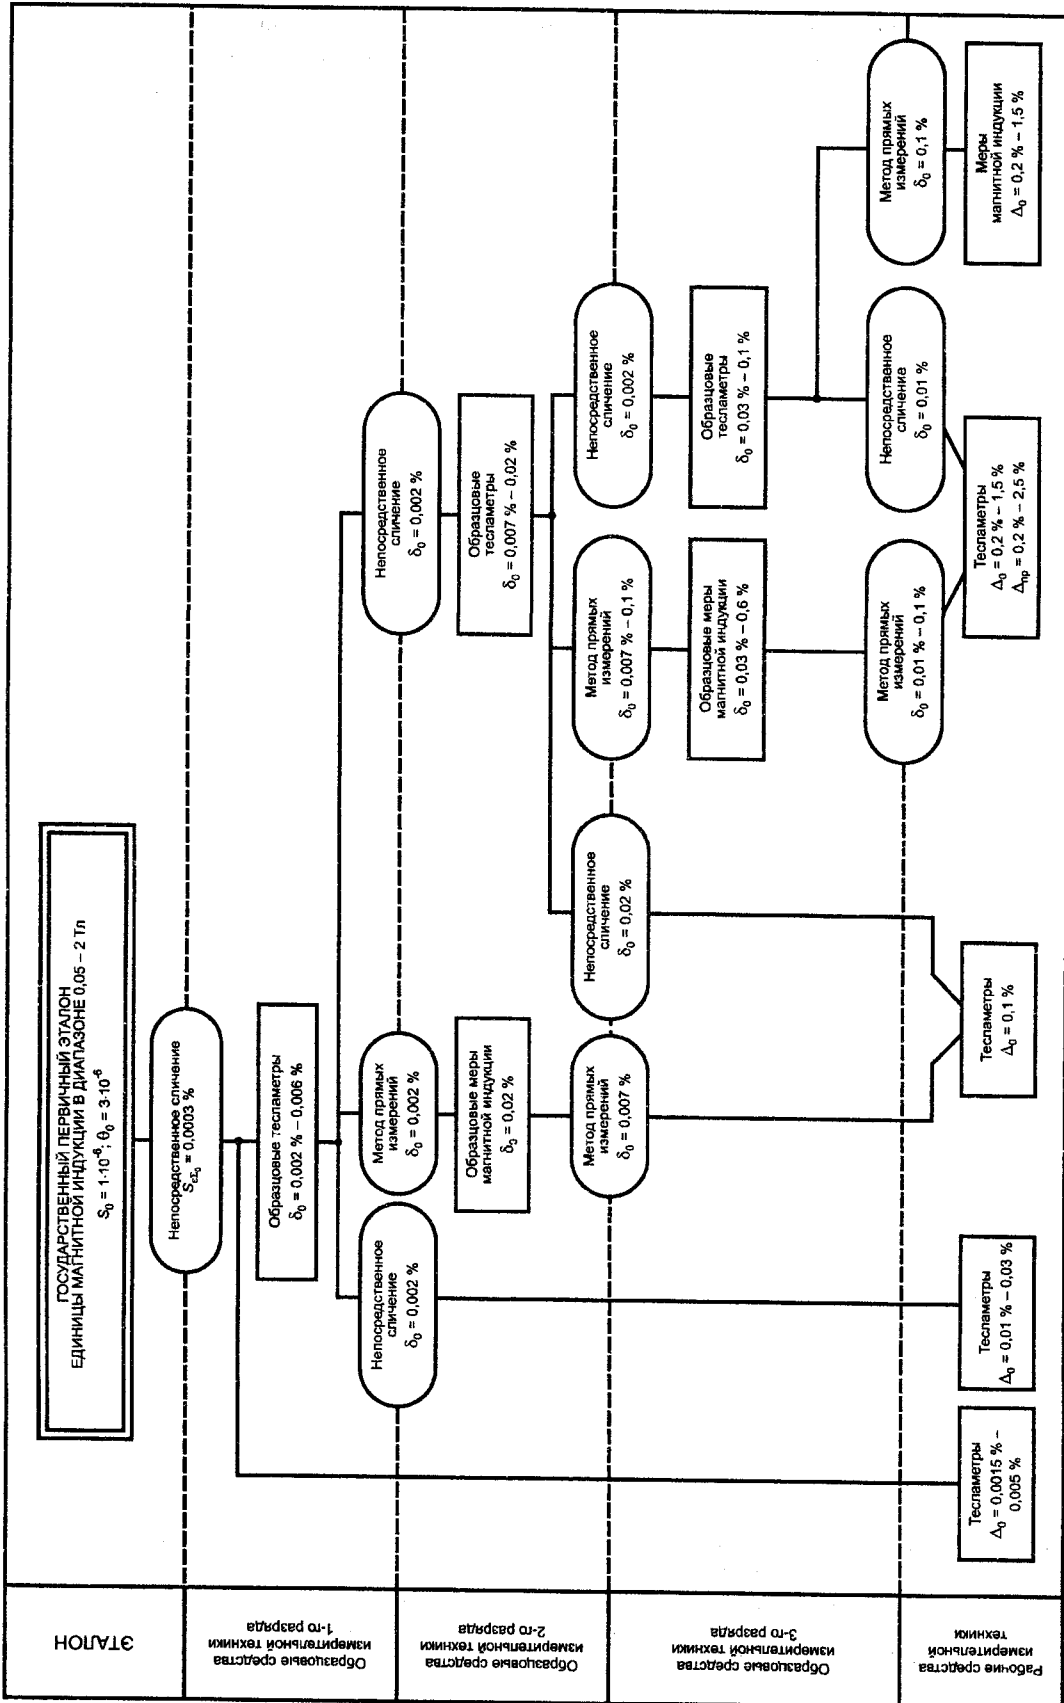 ЭТАЛОН
ГОСУДАРСТВЕННЫЙ ПЕРВИЧНЫЙ ЭТАЛОН
ЕДИНИЦЫ МАГНИТНОЙ ИНДУКЦИИ В ДИАПАЗОНЕ 0,05 – 2 Тл
S₀ = 1·10⁻⁶; θ₀ = 3·10⁻⁶
Непосредственное сличение
S_εΣ₀ = 0,0003 %
Образцовые средства
измерительной техники
1-го разряда
Образцовые тесламетры
δ₀ = 0,002 % – 0,006 %
Непосредственное
сличение
δ₀ = 0,002 %
Метод прямых
измерений
δ₀ = 0,002 %
Непосредственное
сличение
δ₀ = 0,002 %
Образцовые средства
измерительной техники
2-го разряда
Образцовые меры
магнитной индукции
δ₀ = 0,02 %
Образцовые
тесламетры
δ₀ = 0,007 % – 0,02 %
Метод прямых
измерений
δ₀ = 0,007 %
Непосредственное
сличение
δ₀ = 0,02 %
Метод прямых
измерений
δ₀ = 0,007 % – 0,1 %
Непосредственное
сличение
δ₀ = 0,002 %
Образцовые средства
измерительной техники
3-го разряда
Образцовые меры
магнитной индукции
δ₀ = 0,03 % – 0,6 %
Образцовые
тесламетры
δ₀ = 0,03 % – 0,1 %
Метод прямых
измерений
δ₀ = 0,01 % – 0,1 %
Непосредственное
сличение
δ₀ = 0,01 %
Метод прямых
измерений
δ₀ = 0,1 %
Рабочие средства
измерительной
техники
Тесламетры
Δ₀ = 0,0015 % –
0,005 %
Тесламетры
Δ₀ = 0,01 % – 0,03 %
Тесламетры
Δ₀ = 0,1 %
Тесламетры
Δ₀ = 0,2 % – 1,5 %
Δпр = 0,2 % – 2,5 %
Меры
магнитной индукции
Δ₀ = 0,2 % – 1,5 %